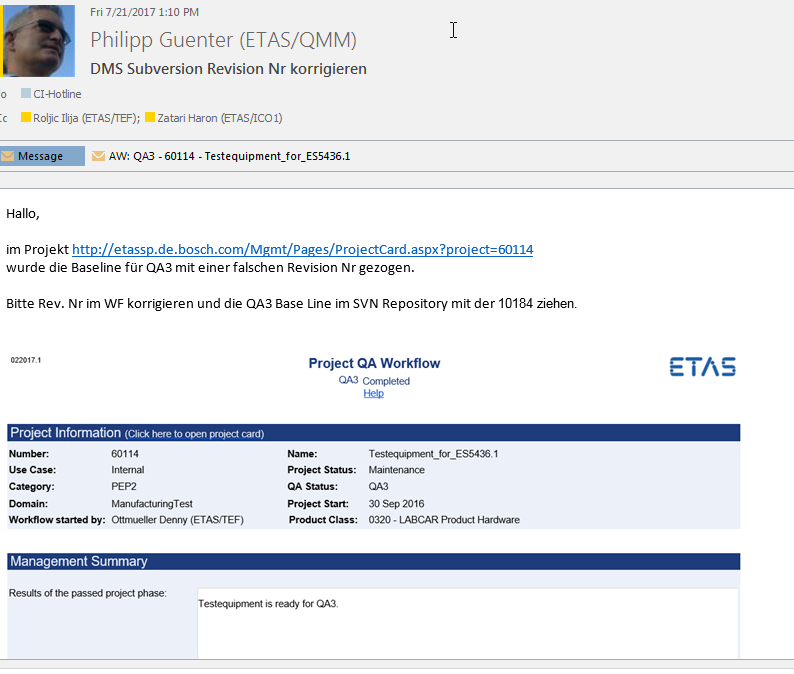 Fri 7/21/2017 1:10 PM
Philipp Guenter (ETAS/QMM)
DMS Subversion Revision Nr korrigieren
CI-Hotline
Roljic Ilija (ETAS/TEF); Zatari Haron (ETAS/ICO1)
Message AW: QA3 - 60114 - Testequipment_for_ES5436.1
Hallo,
im Projekt http://etassp.de.bosch.com/Mgmt/Pages/ProjectCard.aspx?project=60114
wurde die Baseline für QA3 mit einer falschen Revision Nr gezogen.
Bitte Rev. Nr im WF korrigieren und die QA3 Base Line im SVN Repository mit der 10184 ziehen.
022017.1
Project QA Workflow
ETAS
QA3 Completed
Help
Project Information (Click here to open project card)
Number: 60114 Name: Testequipment_for_ES5436.1
Use Case: Internal Project Status: Maintenance
Category: PEP2 QA Status: QA3
Domain: ManufacturingTest Project Start: 30 Sep 2016
Workflow started by: Ottmueller Denny (ETAS/TEF) Product Class: 0320 - LABCAR Product Hardware
Management Summary
Results of the passed project phase:
Testequipment is ready for QA3.